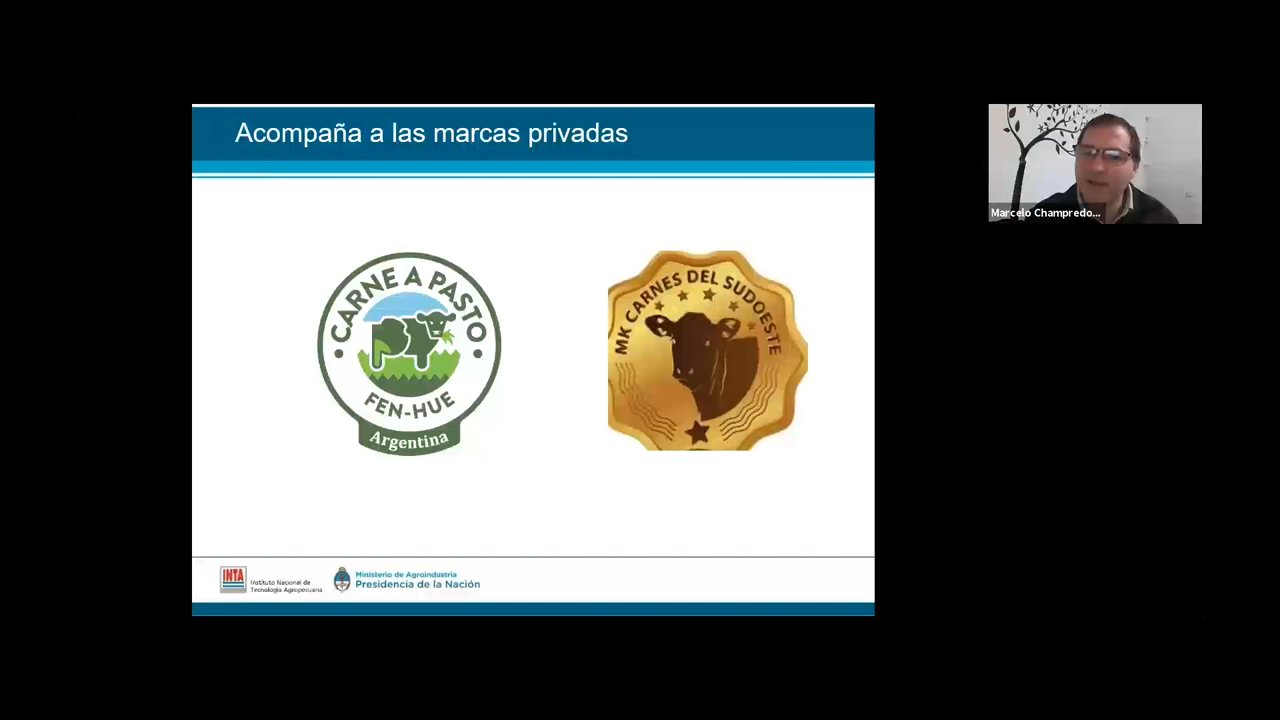 Acompaña a las marcas privadas
CARNE A PASTO
FEN-HUE
Argentina
MK CARNES DEL SUDOESTE
Marcelo Champredo...
INTA
Instituto Nacional de
Tecnología Agropecuaria
Ministerio de Agroindustria
Presidencia de la Nación